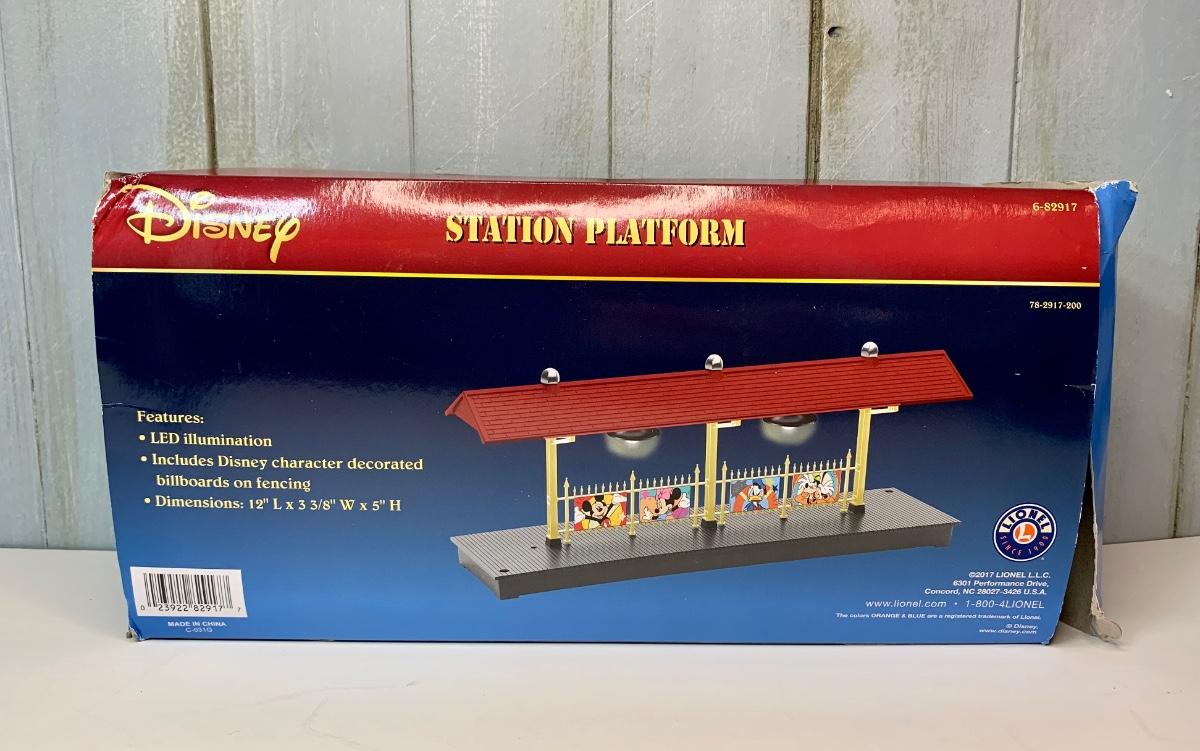 Disney
STATION PLATFORM
6-82917
78-2917-200
Features:
• LED illumination
• Includes Disney character decorated
billboards on fencing
• Dimensions: 12" L x 3 3/8" W x 5" H
LIONEL
L
SINCE 1900
©2017 LIONEL L.L.C.
6301 Performance Drive,
Concord, NC 28027-3426 U.S.A.
www.lionel.com • 1-800-4LIONEL
The colors ORANGE & BLUE are a registered trademark of Lionel.
© Disney.
www.disney.com
0 23922 82917 7
MADE IN CHINA
C-031G